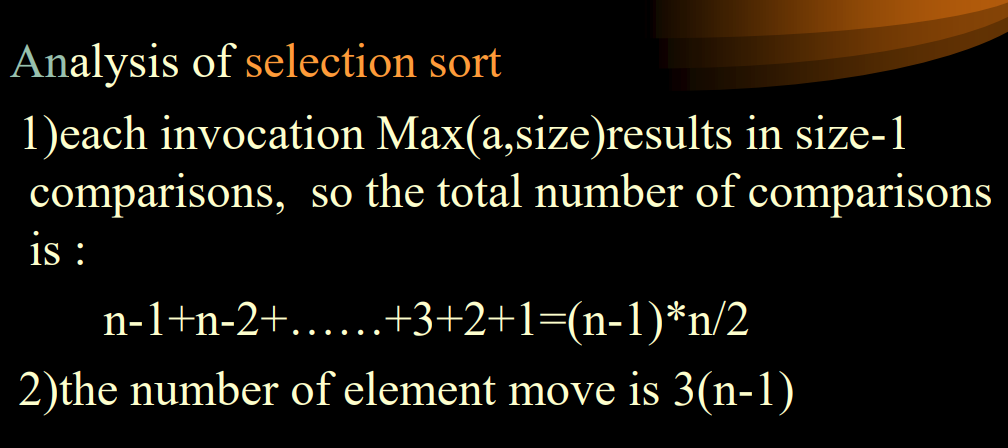 Analysis of selection sort
1)each invocation Max(a,size)results in size-1
comparisons,  so the total number of comparisons
is :
n-1+n-2+……+3+2+1=(n-1)*n/2
2)the number of element move is 3(n-1)